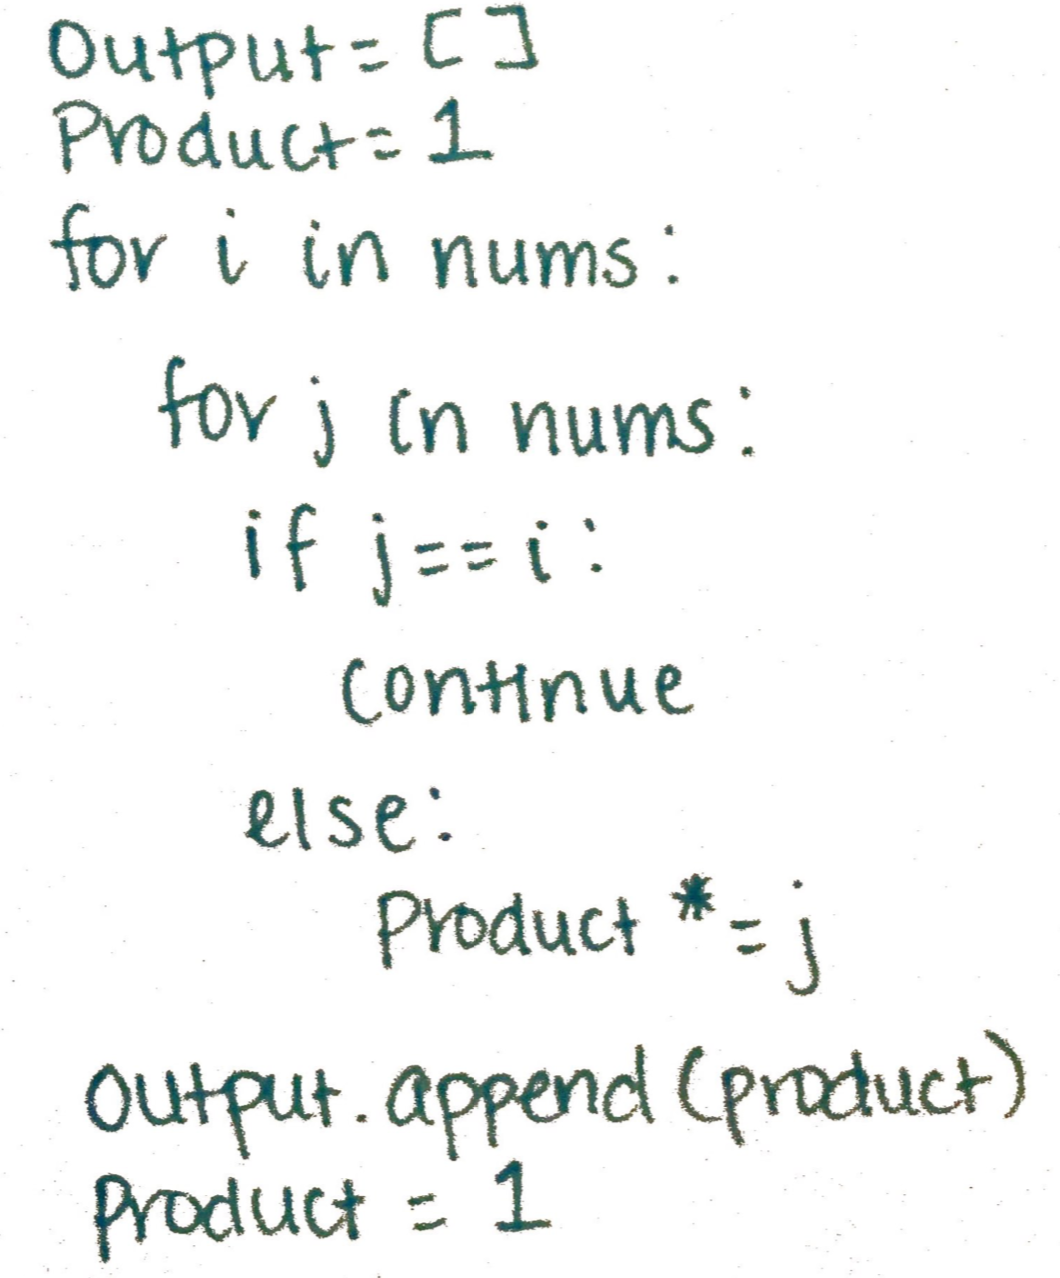 Output = []
Product = 1
for i in nums:
for j in nums:
if j == i:
continue
else:
Product *= j
Output.append(product)
Product = 1